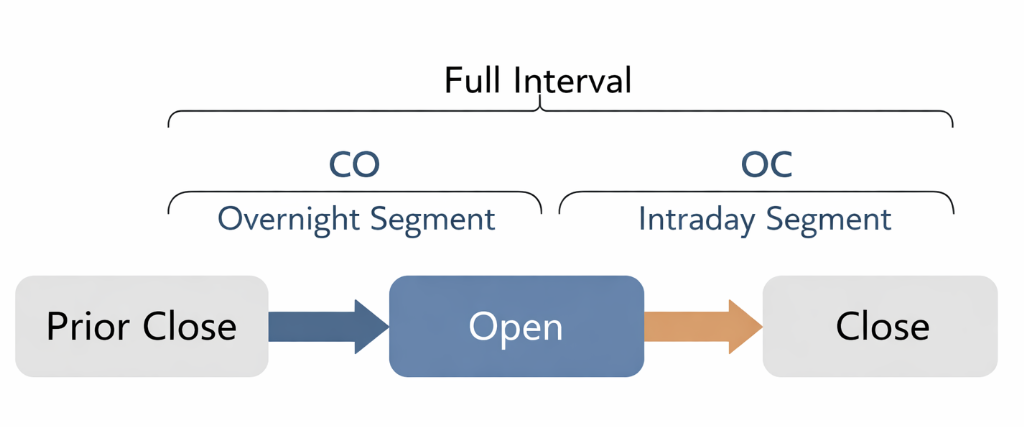 Full Interval
CO
OC
Overnight Segment
Intraday Segment
Prior Close
Open
Close